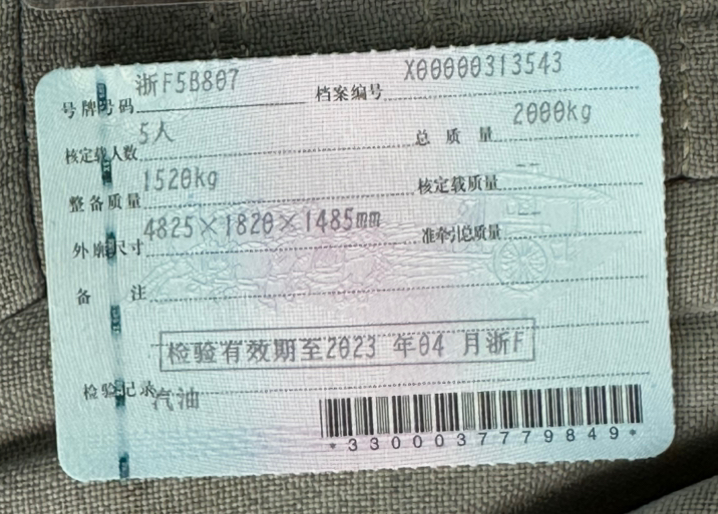 号牌号码 浙F5B807 档案编号 X00000313543
核定载人数 5人 总质量 2000kg
整备质量 1520kg 核定载质量 --
外廓尺寸 4825×1820×1485mm 准牵引总质量 --
备注
检验有效期至2023 年04 月浙F
检验记录
汽油
*3300037779849*